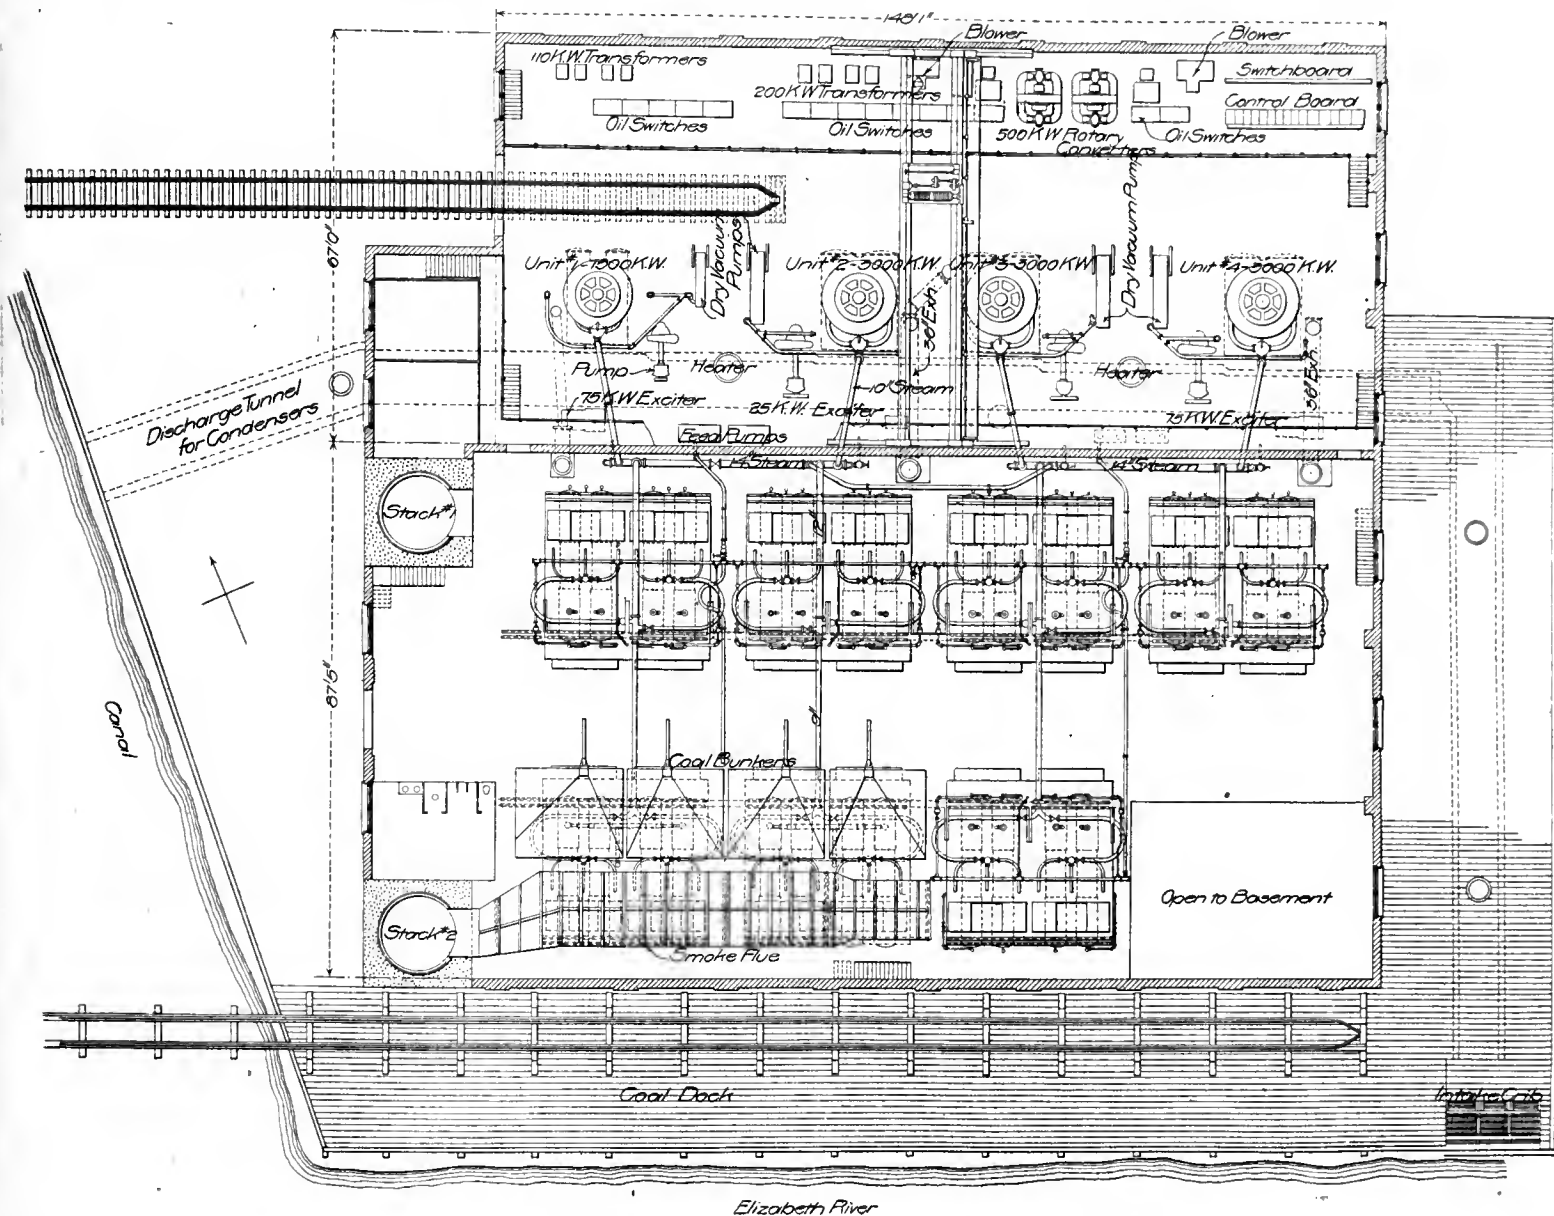 148'1"
Blower
Blower
110 K.W. Transformers
Switchboard
200 K.W. Transformers
Control Board
Oil Switches
Oil Switches
500 K.W. Rotary
Converters
Oil Switches
67'0"
Dry Vacuum
Pumps
Dry Vacuum Pumps
Unit #1-1500 K.W.
Unit #2-3000 K.W.
Unit #3-3000 K.W.
Unit #4-3000 K.W.
36" Exh.
36" Exh.
Pump
Heater
10" Steam
Heater
Discharge Tunnel
for Condensers
75 K.W. Exciter
25 K.W. Exciter
75 K.W. Exciter
Feed Pumps
14" Steam
14" Steam
Stack #1
12"
87'5"
Canal
9"
Coal Bunkers
Open to Basement
Stack #2
Smoke Flue
Coal Dock
Intake Crib
Elizabeth River